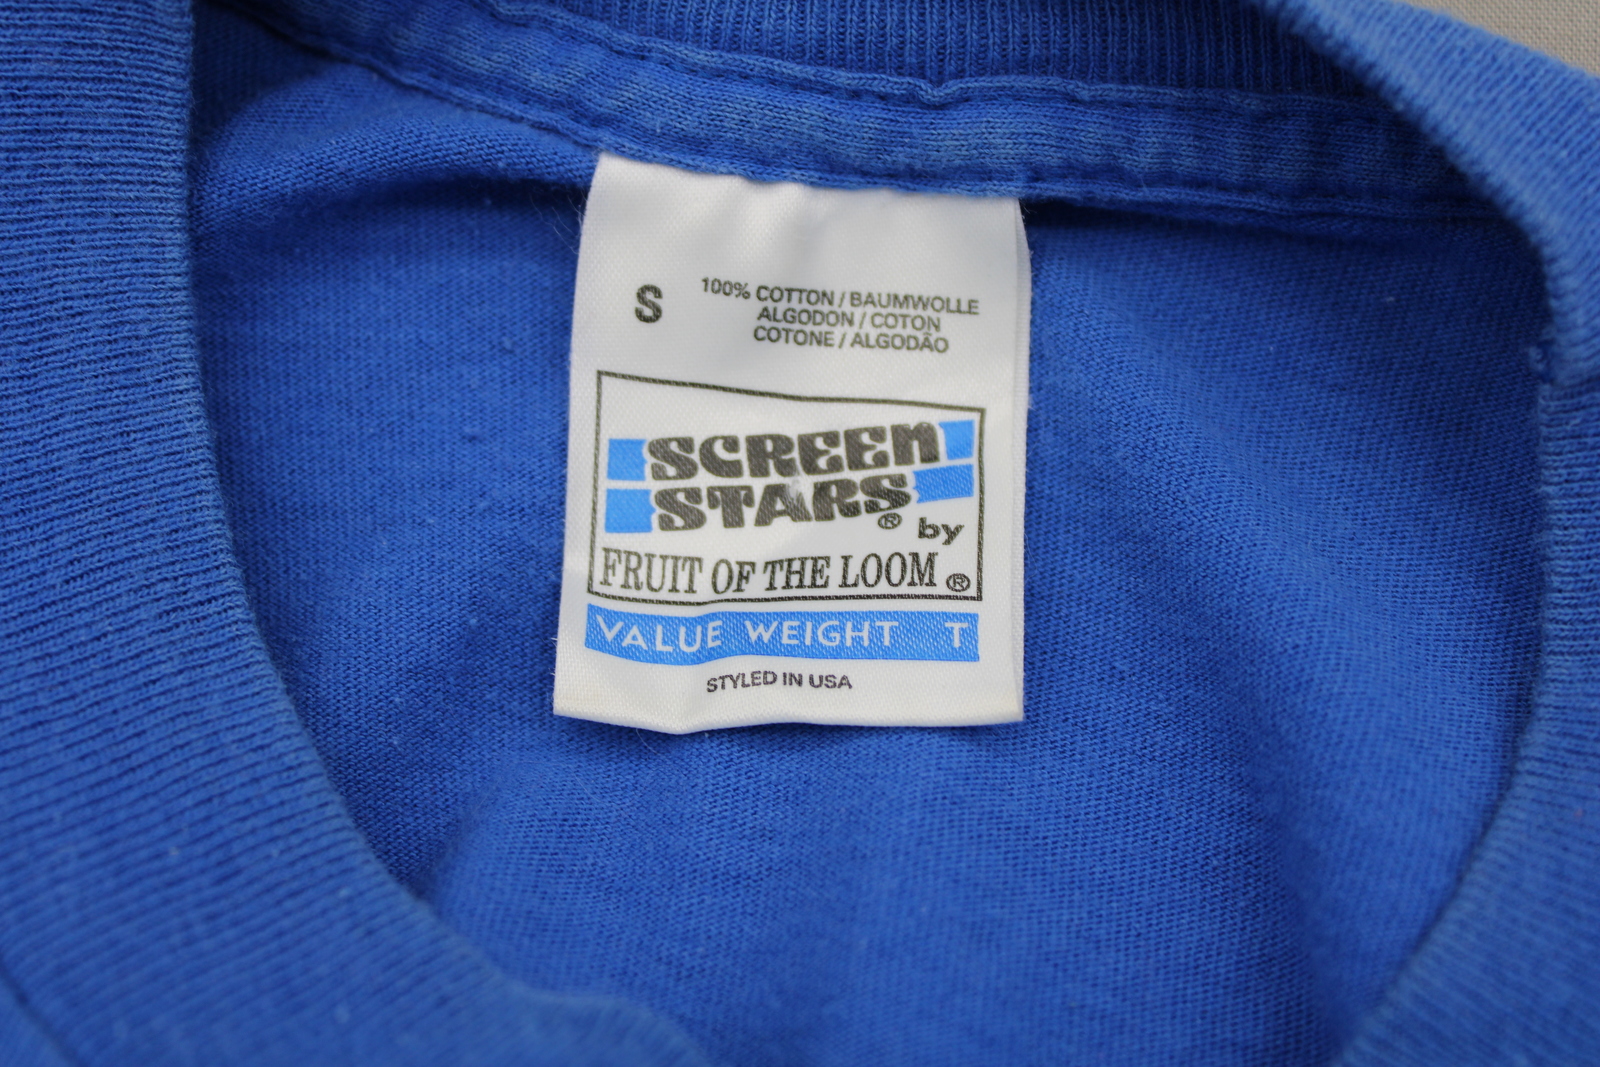 S
100% COTTON / BAUMWOLLE
ALGODON / COTON
COTONE / ALGODÃO
SCREEN
STARS® by
FRUIT OF THE LOOM®
VALUE WEIGHT T
STYLED IN USA